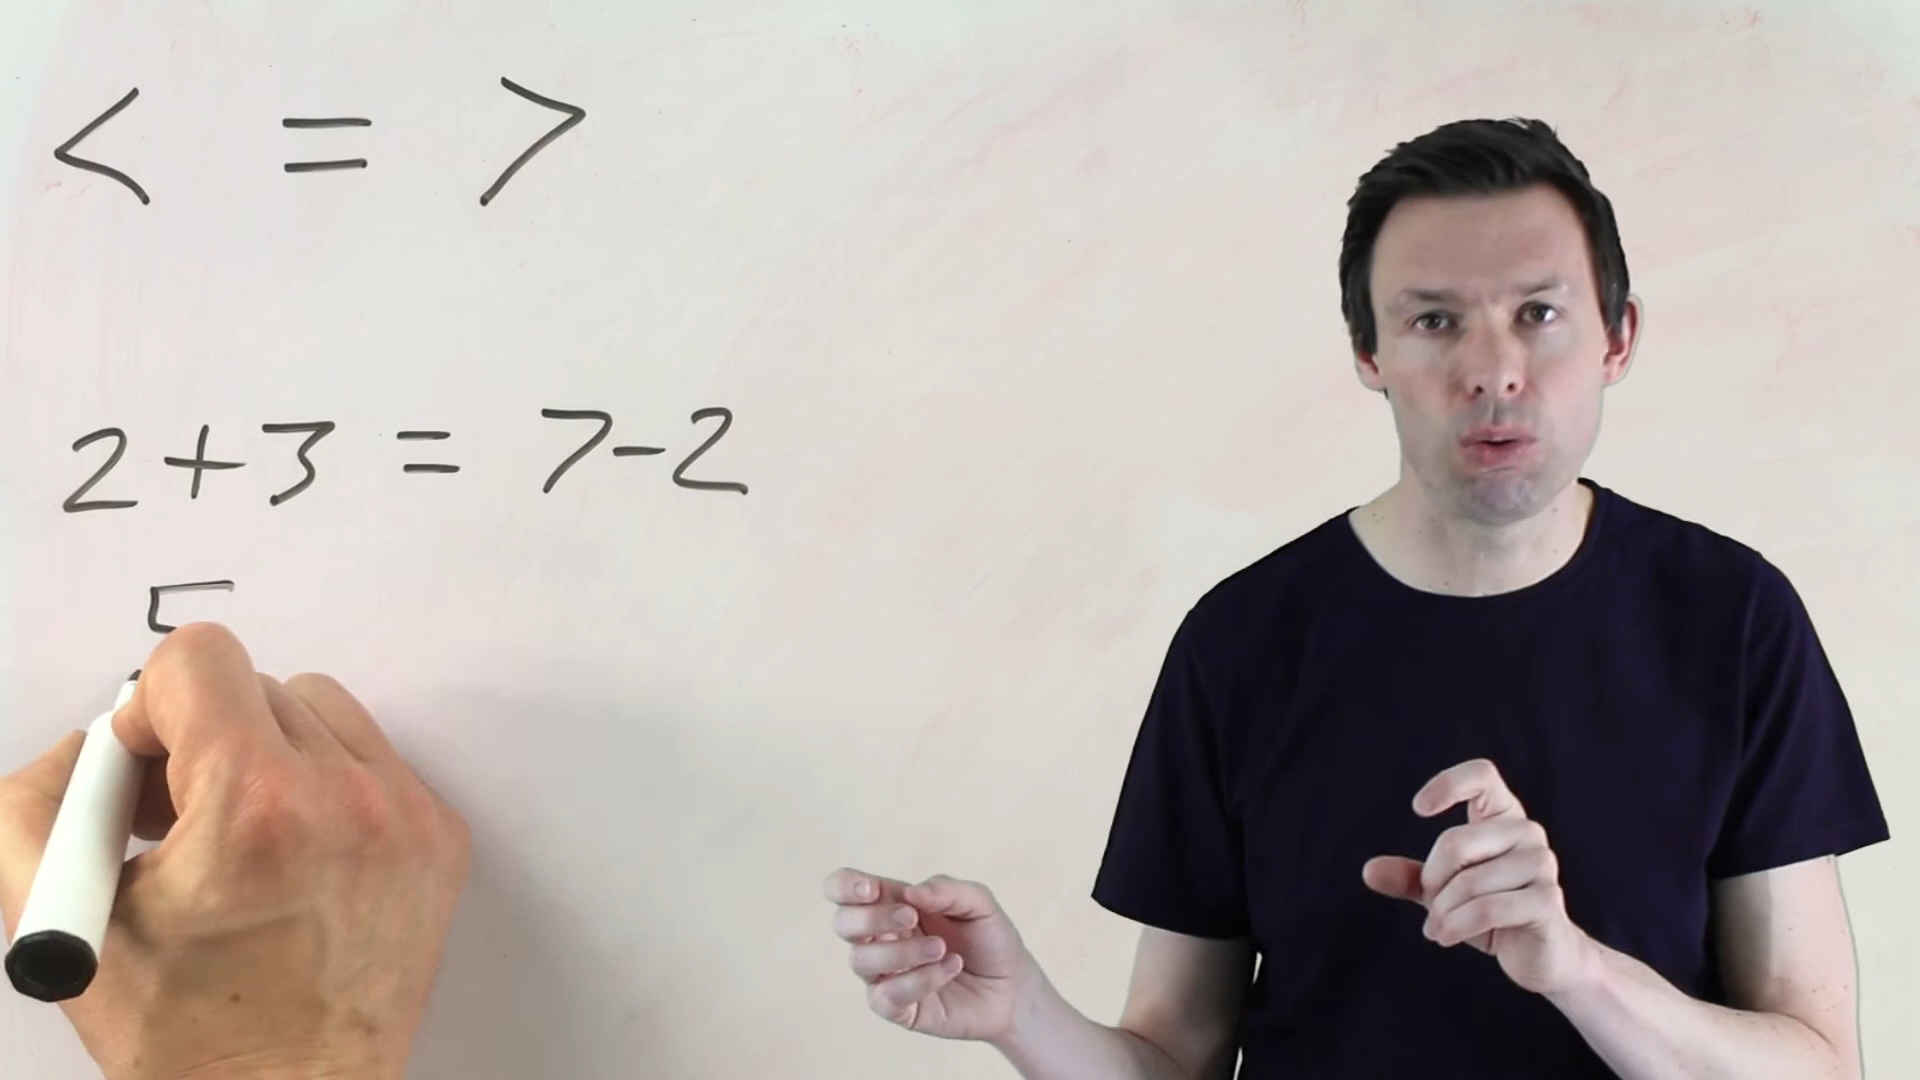 < = >
2+3 = 7-2
5